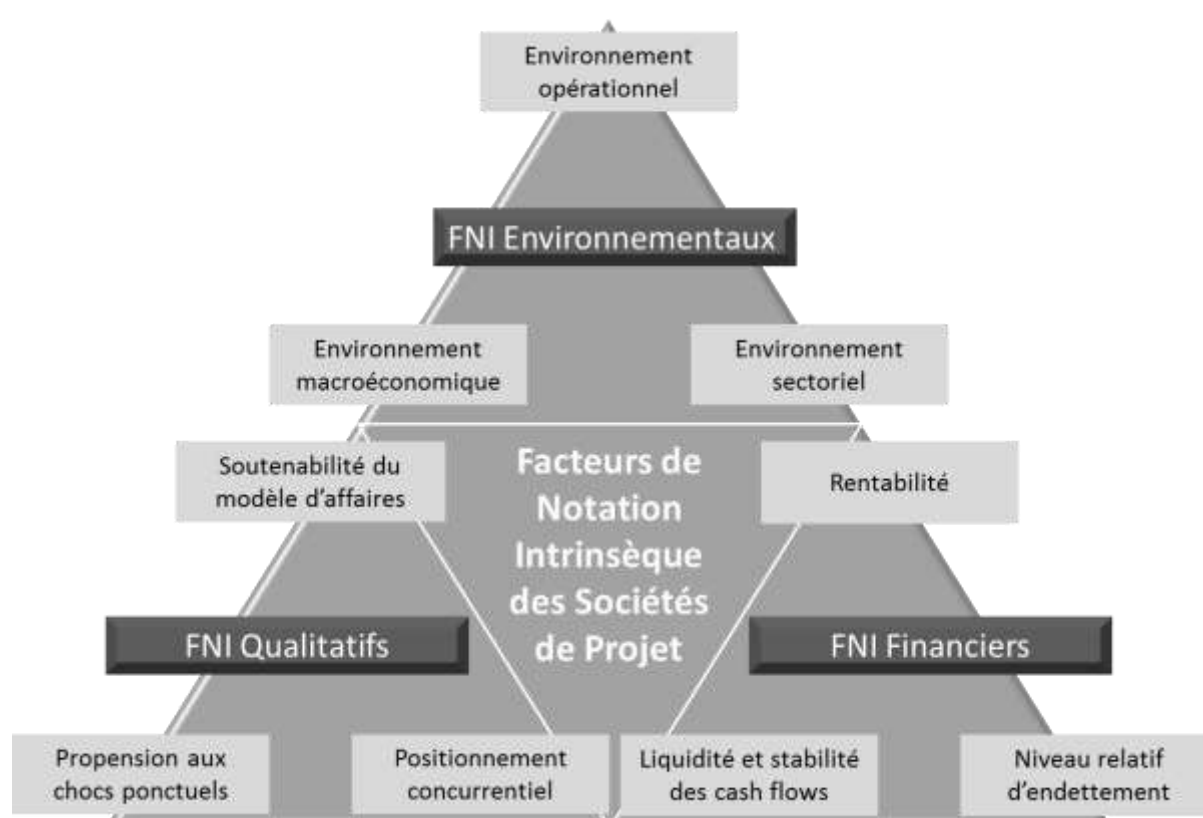 Environnement
opérationnel
FNI Environnementaux
Environnement
macroéconomique
Environnement
sectoriel
Soutenabilité du
modèle d'affaires
Facteurs de
Notation
Intrinsèque
des Sociétés
de Projet
Rentabilité
FNI Qualitatifs
FNI Financiers
Propension aux
chocs ponctuels
Positionnement
concurrentiel
Liquidité et stabilité
des cash flows
Niveau relatif
d'endettement